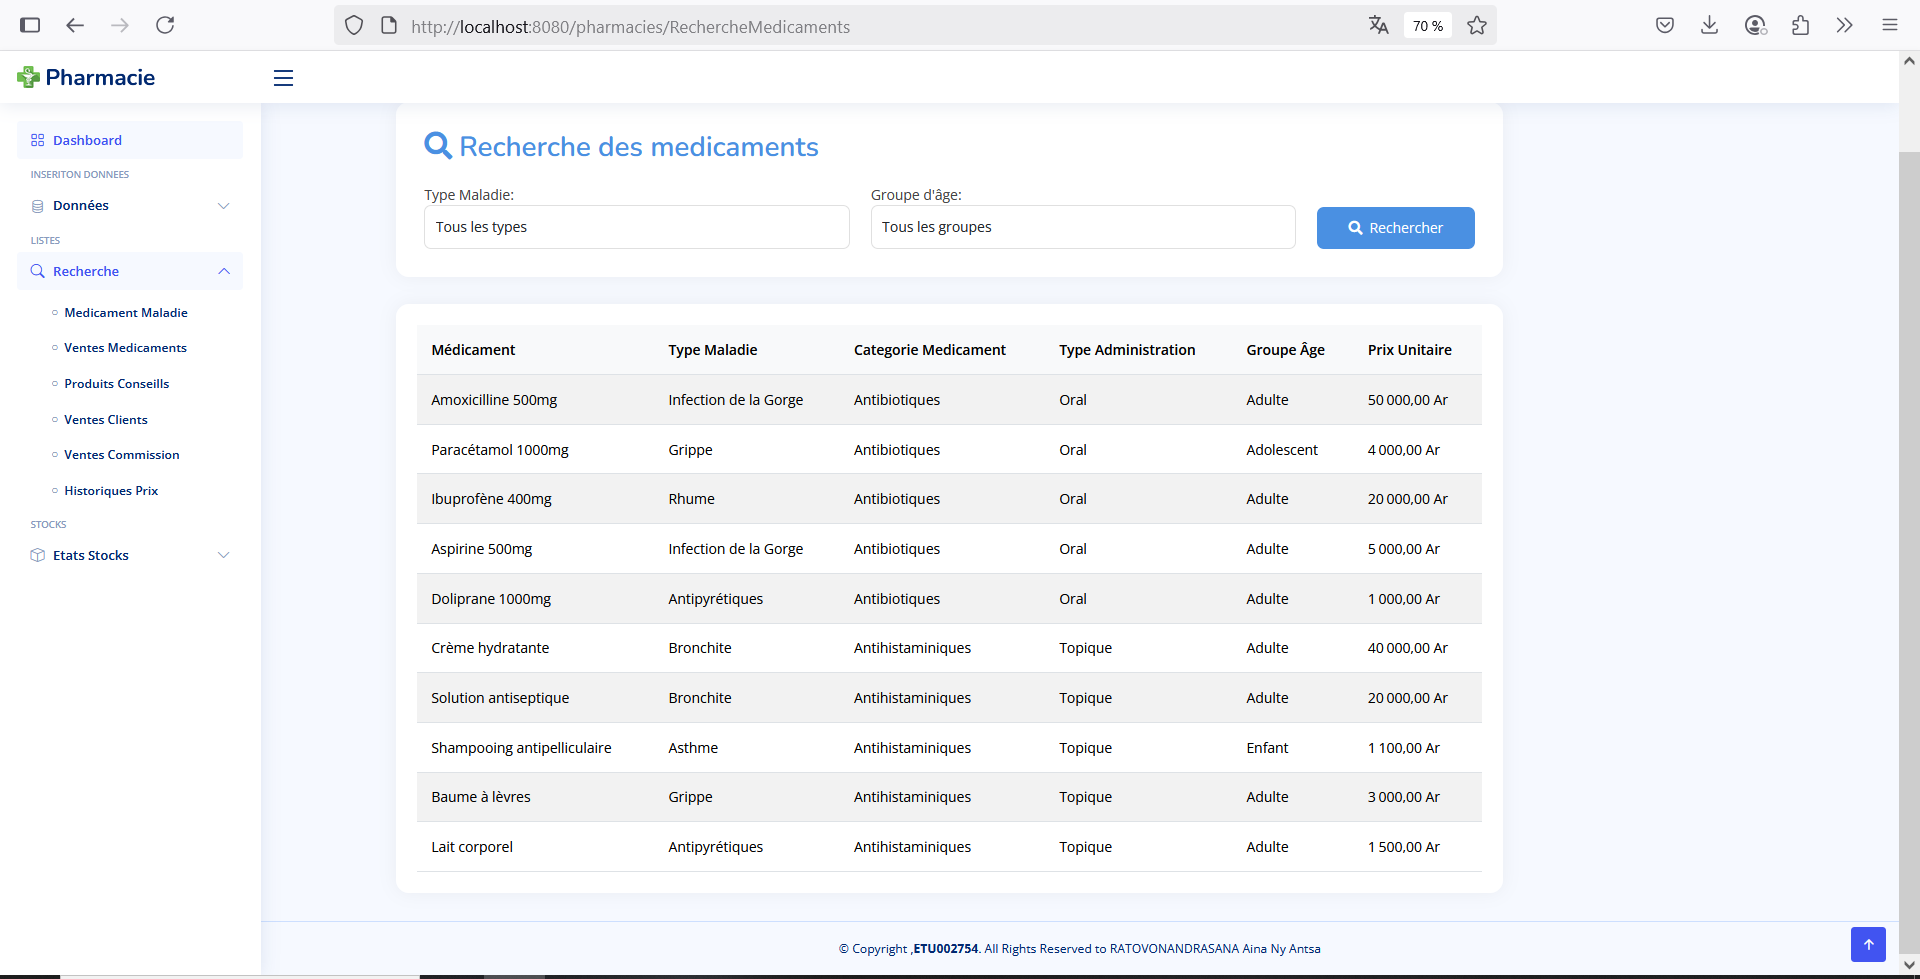 http://localhost:8080/pharmacies/RechercheMedicaments
70 %
Pharmacie
Dashboard
INSERITON DONNEES
Données
LISTES
Recherche
Medicament Maladie
Ventes Medicaments
Produits Conseills
Ventes Clients
Ventes Commission
Historiques Prix
STOCKS
Etats Stocks
Recherche des medicaments
Type Maladie: Groupe d'âge:
Tous les types Tous les groupes Rechercher
Médicament Type Maladie Categorie Medicament Type Administration Groupe Âge Prix Unitaire
Amoxicilline 500mg Infection de la Gorge Antibiotiques Oral Adulte 50 000,00 Ar
Paracétamol 1000mg Grippe Antibiotiques Oral Adolescent 4 000,00 Ar
Ibuprofène 400mg Rhume Antibiotiques Oral Adulte 20 000,00 Ar
Aspirine 500mg Infection de la Gorge Antibiotiques Oral Adulte 5 000,00 Ar
Doliprane 1000mg Antipyrétiques Antibiotiques Oral Adulte 1 000,00 Ar
Crème hydratante Bronchite Antihistaminiques Topique Adulte 40 000,00 Ar
Solution antiseptique Bronchite Antihistaminiques Topique Adulte 20 000,00 Ar
Shampooing antipelliculaire Asthme Antihistaminiques Topique Enfant 1 100,00 Ar
Baume à lèvres Grippe Antihistaminiques Topique Adulte 3 000,00 Ar
Lait corporel Antipyrétiques Antihistaminiques Topique Adulte 1 500,00 Ar
© Copyright ,ETU002754. All Rights Reserved to RATOVONANDRASANA Aina Ny Antsa